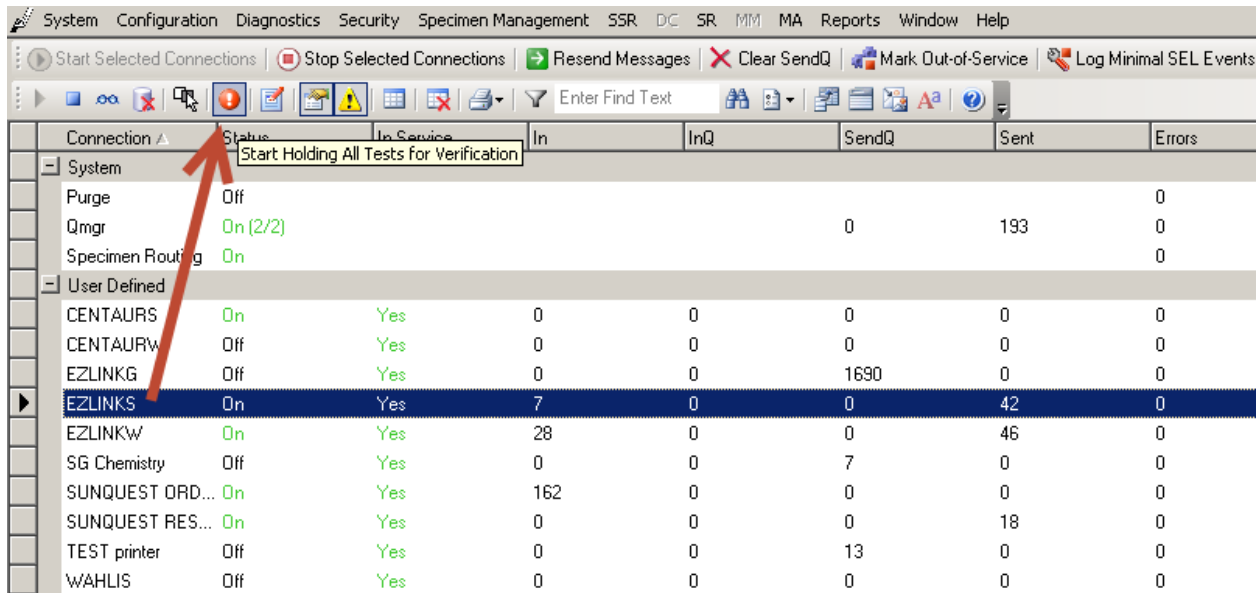 System Configuration Diagnostics Security Specimen Management SSR DC SR MM MA Reports Window Help
Start Selected Connections Stop Selected Connections Resend Messages Clear SendQ Mark Out-of-Service Log Minimal SEL Events
Enter Find Text
Connection Status In Service In InQ SendQ Sent Errors
Start Holding All Tests for Verification
System
Purge Off 0
Qmgr On (2/2) 0 193 0
Specimen Routing On 0
User Defined
CENTAURS On Yes 0 0 0 0 0
CENTAURW Off Yes 0 0 0 0 0
EZLINKG Off Yes 0 0 1690 0 0
EZLINKS On Yes 7 0 0 42 0
EZLINKW On Yes 28 0 0 46 0
SG Chemistry Off Yes 0 0 7 0 0
SUNQUEST ORD... On Yes 162 0 0 0 0
SUNQUEST RES... On Yes 0 0 0 18 0
TEST printer Off Yes 0 0 13 0 0
WAHLIS Off Yes 0 0 0 0 0